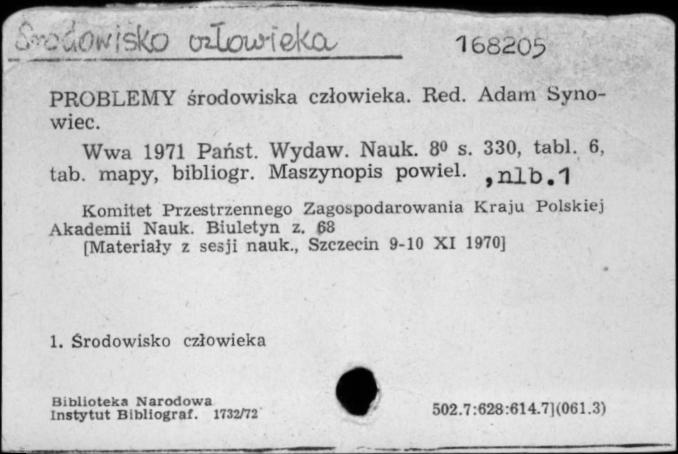 Środowisko człowieka 168205
PROBLEMY środowiska człowieka. Red. Adam Syno-
wiec.
Wwa 1971 Państ. Wydaw. Nauk. 8⁰ s. 330, tabl. 6,
tab. mapy, bibliogr. Maszynopis powiel. , nlb. 1
Komitet Przestrzennego Zagospodarowania Kraju Polskiej
Akademii Nauk. Biuletyn z. 68
[Materiały z sesji nauk., Szczecin 9-10 XI 1970]
1. Środowisko człowieka
Biblioteka Narodowa
Instytut Bibliograf. 1732/72 502.7:628:614.7](061.3)